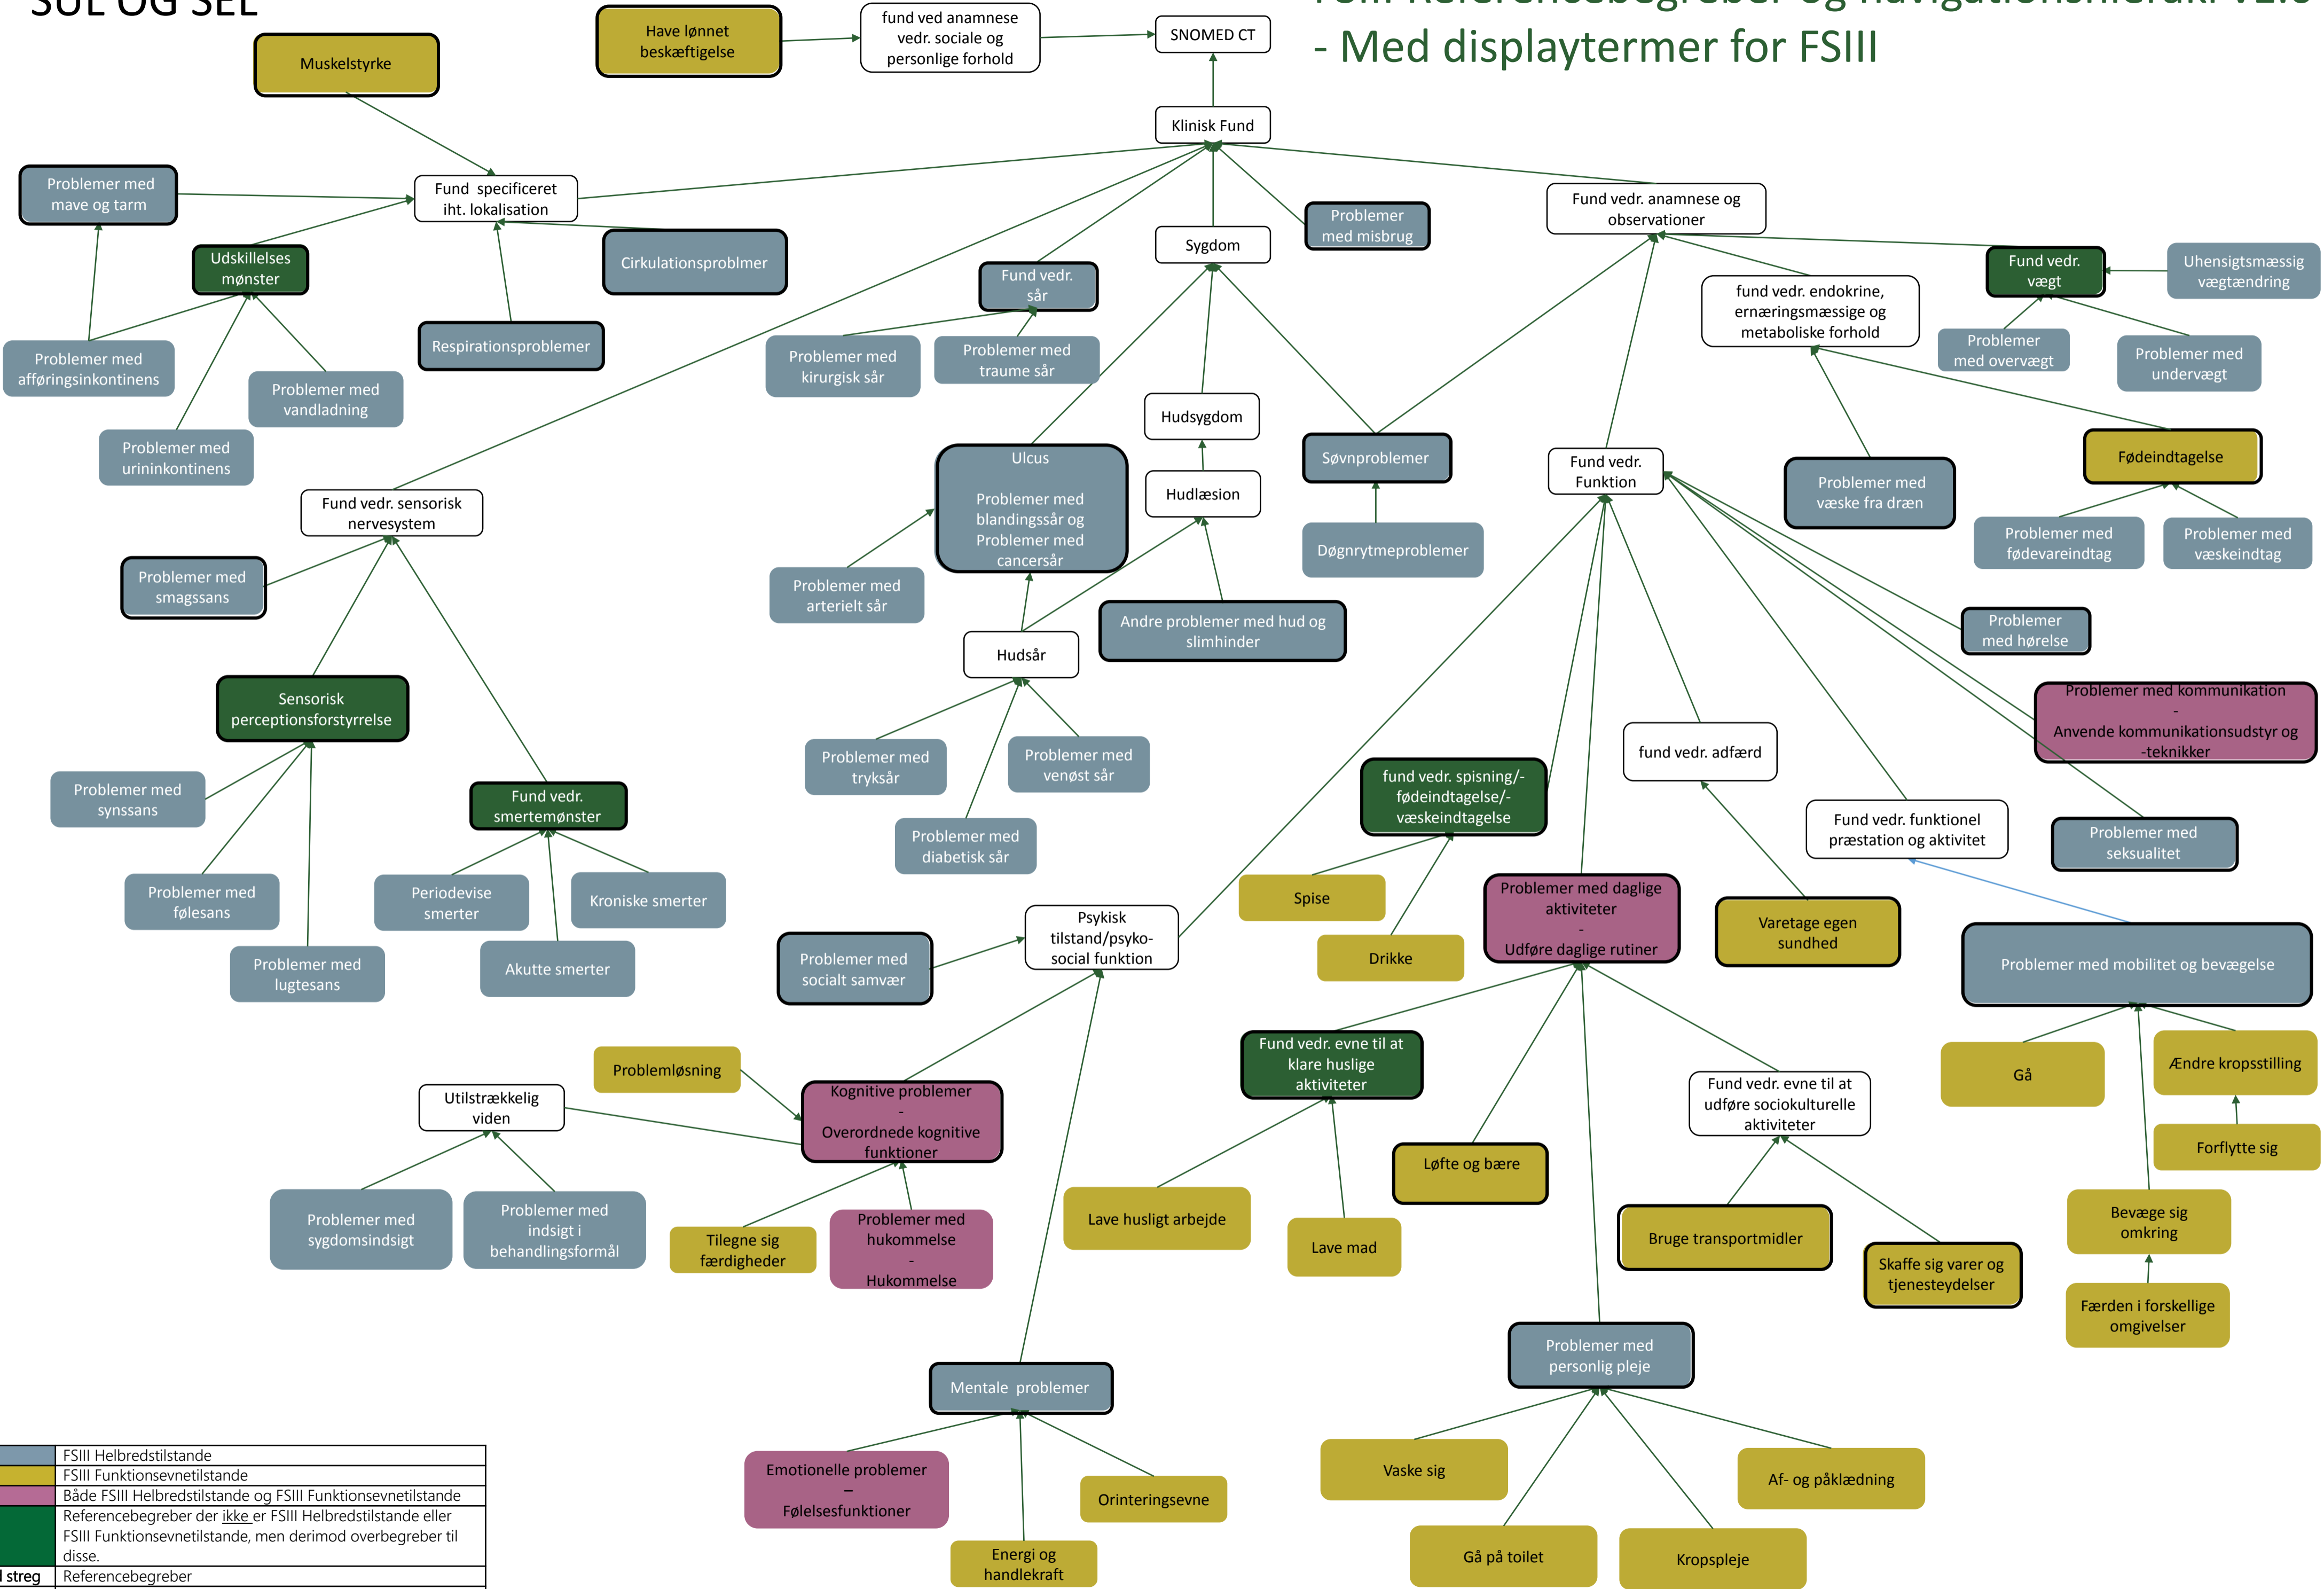 SUL OG SEL
- Med displaytermer for FSIII
Muskelstyrke
Have lønnet
beskæftigelse
fund ved anamnese
vedr. sociale og
personlige forhold
SNOMED CT
Klinisk Fund
Problemer med
mave og tarm
Fund specificeret
iht. lokalisation
Udskillelses
mønster
Cirkulationsproblmer
Respirationsproblemer
Problemer med
afføringsinkontinens
Problemer med
vandladning
Problemer med
urininkontinens
Fund vedr.
sår
Sygdom
Problemer
med misbrug
Fund vedr. anamnese og
observationer
fund vedr. endokrine,
ernæringsmæssige og
metaboliske forhold
Fund vedr.
vægt
Uhensigtsmæssig
vægtændring
Problemer
med overvægt
Problemer med
undervægt
Problemer med
kirurgisk sår
Problemer med
traume sår
Hudsygdom
Søvnproblemer
Fund vedr.
Funktion
Problemer med
væske fra dræn
Fødeindtagelse
Fund vedr. sensorisk
nervesystem
Ulcus
Problemer med
blandingssår og
Problemer med
cancersår
Hudlæsion
Døgnrytmeproblemer
Problemer med
fødevareindtag
Problemer med
væskeindtag
Problemer med
smagssans
Problemer med
arterielt sår
Andre problemer med hud og
slimhinder
Problemer
med hørelse
Hudsår
Sensorisk
perceptionsforstyrrelse
Problemer med kommunikation
-
Anvende kommunikationsudstyr og
-teknikker
Problemer med
tryksår
Problemer med
venøst sår
fund vedr. adfærd
Problemer med
synssans
Fund vedr.
smertemønster
fund vedr. spisning/-
fødeindtagelse/-
væskeindtagelse
Fund vedr. funktionel
præstation og aktivitet
Problemer med
seksualitet
Problemer med
diabetisk sår
Problemer med
følesans
Periodevise
smerter
Kroniske smerter
Spise
Problemer med daglige
aktiviteter
-
Udføre daglige rutiner
Varetage egen
sundhed
Problemer med
lugtesans
Akutte smerter
Problemer med
socialt samvær
Psykisk
tilstand/psyko-
social funktion
Drikke
Problemer med mobilitet og bevægelse
Problemløsning
Fund vedr. evne til at
klare huslige
aktiviteter
Fund vedr. evne til at
udføre sociokulturelle
aktiviteter
Gå
Ændre kropsstilling
Utilstrækkelig
viden
Kognitive problemer
-
Overordnede kognitive
funktioner
Løfte og bære
Forflytte sig
Problemer med
sygdomsindsigt
Problemer med
indsigt i
behandlingsformål
Tilegne sig
færdigheder
Problemer med
hukommelse
-
Hukommelse
Lave husligt arbejde
Lave mad
Bruge transportmidler
Skaffe sig varer og
tjenesteydelser
Bevæge sig
omkring
Færden i forskellige
omgivelser
Mentale problemer
Problemer med
personlig pleje
Emotionelle problemer
–
Følelsesfunktioner
Orinteringsevne
Energi og
handlekraft
Vaske sig
Af- og påklædning
Gå på toilet
Kropspleje
FSIII Helbredstilstande
FSIII Funktionsevnetilstande
Både FSIII Helbredstilstande og FSIII Funktionsevnetilstande
Referencebegreber der ikke er FSIII Helbredstilstande eller
FSIII Funktionsevnetilstande, men derimod overbegreber til
disse.
streg Referencebegreber